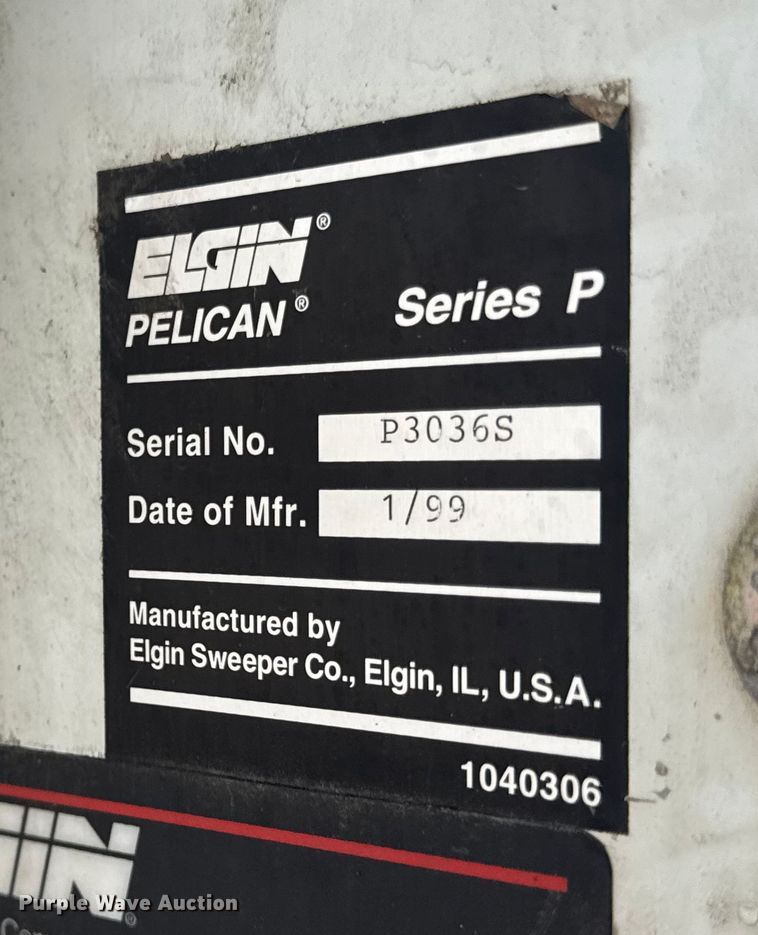 ELGIN®
PELICAN® Series P
Serial No. P3036S
Date of Mfr. 1/99
Manufactured by
Elgin Sweeper Co., Elgin, IL, U.S.A.
1040306
Purple Wave Auction